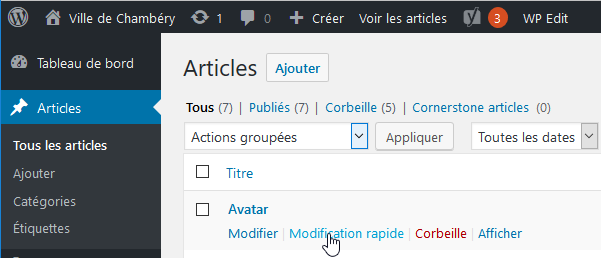 Ville de Chambéry 1 0 Créer Voir les articles 3 WP Edit
Tableau de bord
Articles
Tous les articles
Ajouter
Catégories
Étiquettes
Articles Ajouter
Tous (7) | Publiés (7) | Corbeille (5) | Cornerstone articles (0)
Actions groupées Appliquer Toutes les dates
Titre
Avatar
Modifier | Modification rapide | Corbeille | Afficher